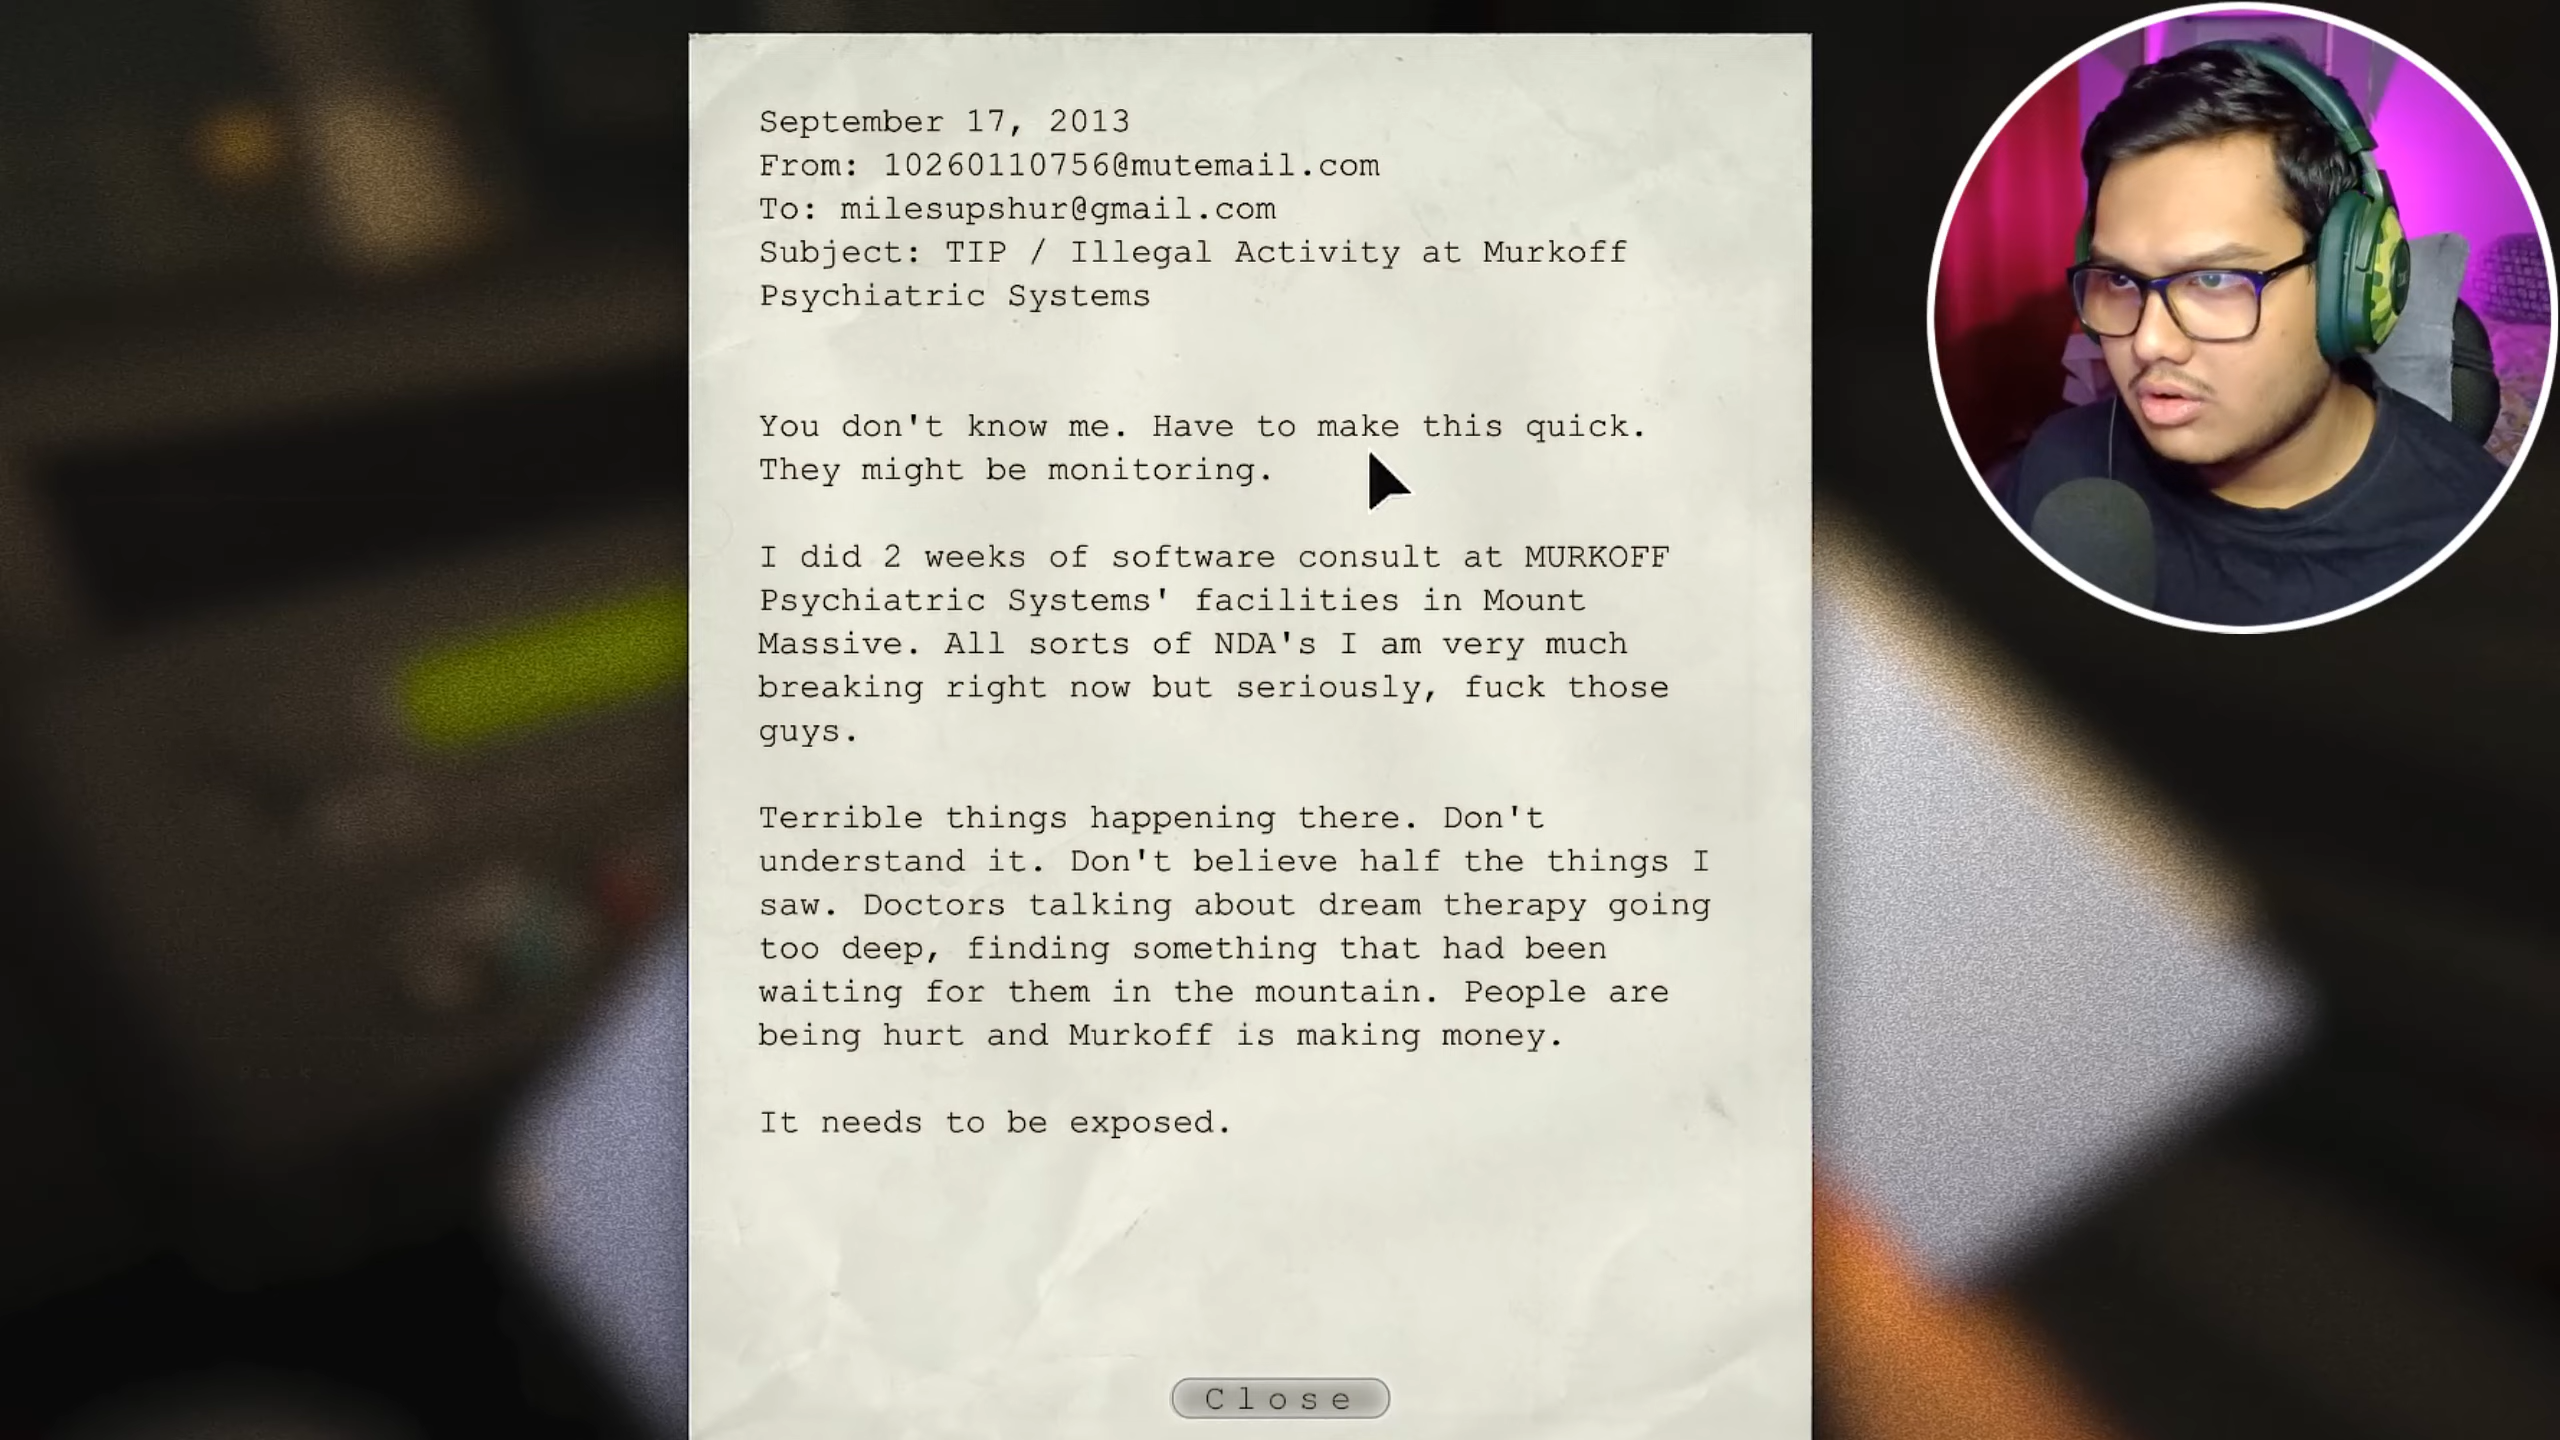 September 17, 2013
From: 10260110756@mutemail.com
To: milesupshur@gmail.com
Subject: TIP / Illegal Activity at Murkoff
Psychiatric Systems
You don't know me. Have to make this quick.
They might be monitoring.
I did 2 weeks of software consult at MURKOFF
Psychiatric Systems' facilities in Mount
Massive. All sorts of NDA's I am very much
breaking right now but seriously, fuck those
guys.
Terrible things happening there. Don't
understand it. Don't believe half the things I
saw. Doctors talking about dream therapy going
too deep, finding something that had been
waiting for them in the mountain. People are
being hurt and Murkoff is making money.
It needs to be exposed.
Close